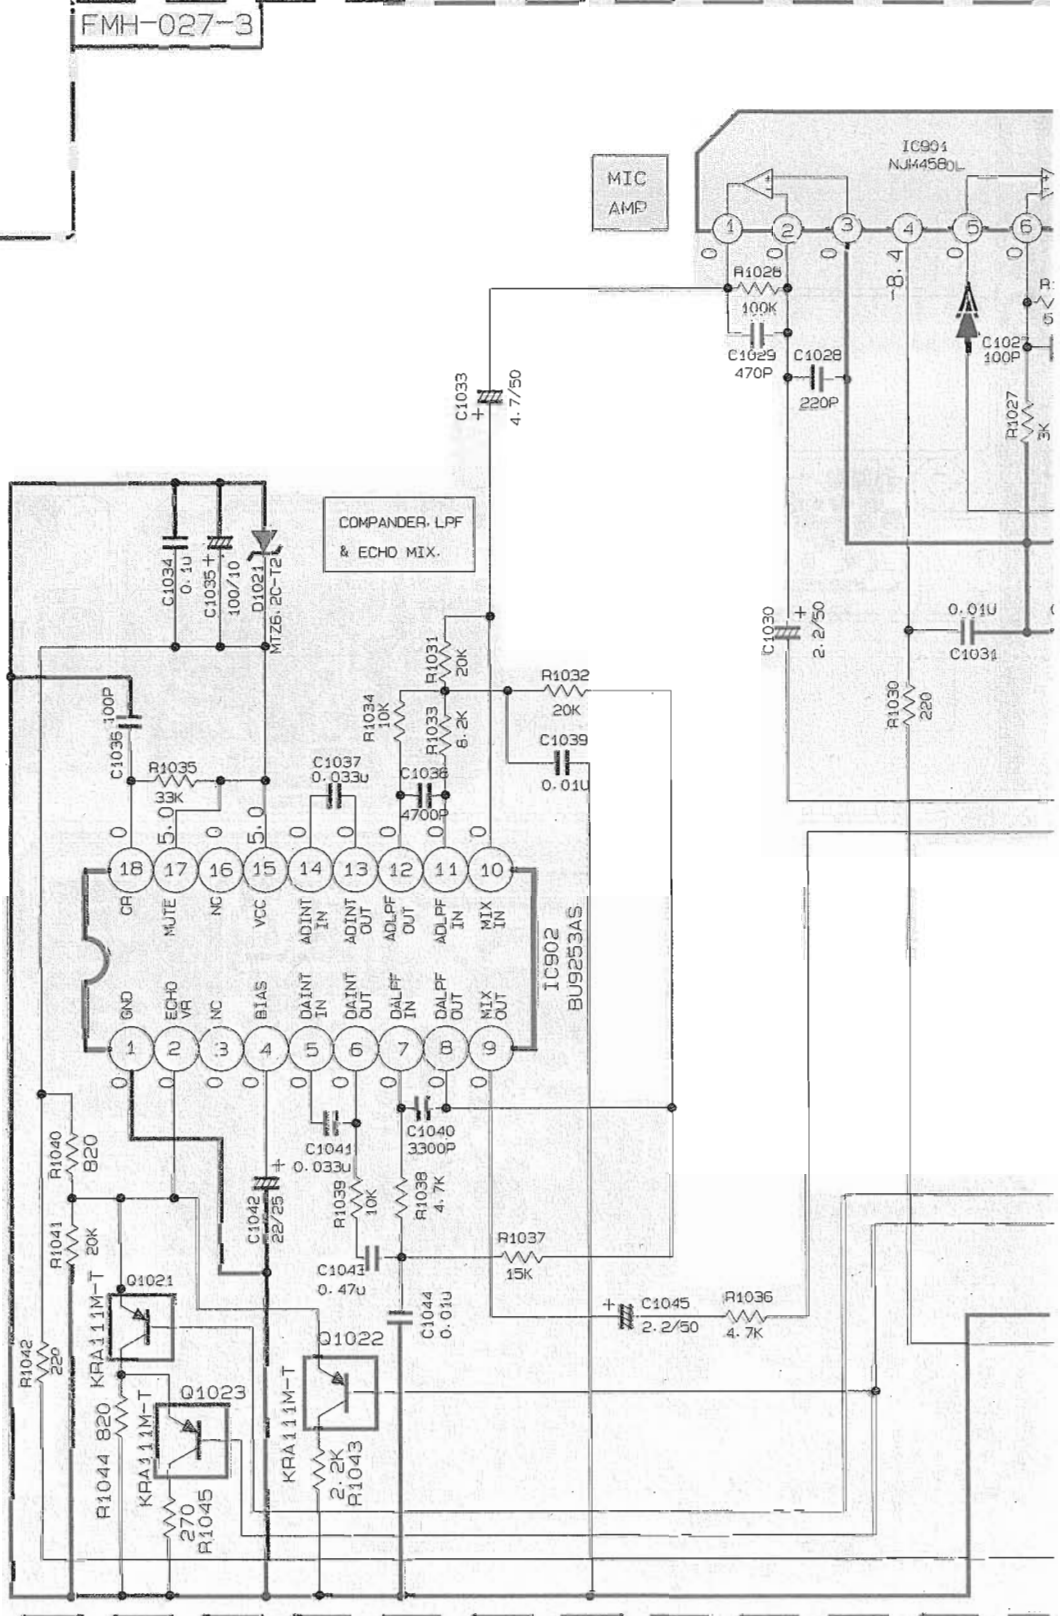 FMH-027-3
IC901
NJM4580L
MIC
AMP
1
2
3
4
5
6
0
0
0
-8.4
0
0
R1028
100K
C1029
470P
C1028
220P
C102
100P
R1027
3K
5
C1033
+
4.7/50
COMPANDER, LPF
& ECHO MIX.
C1034
0.1u
C1035
+
100/10
D1021
MTZ6.2C-T2
C1030
+
2.2/50
0.01U
C1031
R1030
220
R1031
20K
R1032
20K
R1034
10K
R1033
8.2K
C1039
0.01U
100P
C1036
R1035
33K
C1037
0.033u
C1038
4700P
0
5.0
0
5.0
0
0
0
0
0
18
17
16
15
14
13
12
11
10
CR
MUTE
NC
VCC
ADINT
IN
ADINT
OUT
ADLPF
OUT
ADLPF
IN
MIX
IN
IC902
BU9253AS
GND
ECHO
VR
NC
BIAS
DAINT
IN
DAINT
OUT
DALPF
IN
DALPF
OUT
MIX
OUT
1
2
3
4
5
6
7
8
9
0
0
0
0
0
0
0
0
R1040
820
C1041
0.033u
C1040
3300P
R1041
20K
C1042
+
22/25
R1039
10K
R1038
4.7K
R1037
15K
C1043
0.47u
C1044
0.01U
+
C1045
2.2/50
R1036
4.7K
Q1021
KRA111M-T
Q1022
KRA111M-T
R1042
220
Q1023
KRA111M-T
R1044 820
270
R1045
2.2K
R1043